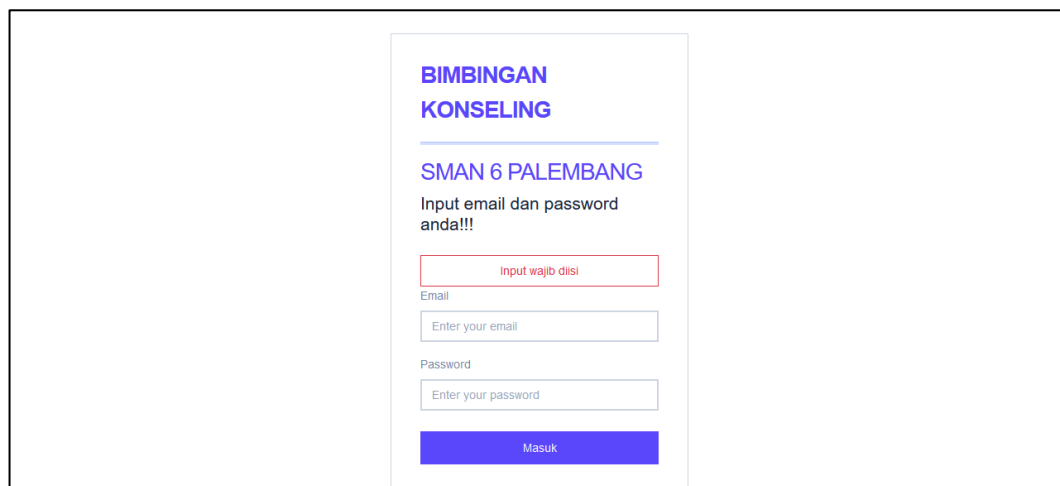 BIMBINGAN
KONSELING
SMAN 6 PALEMBANG
Input email dan password
anda!!!
Input wajib diisi
Email
Enter your email
Password
Enter your password
Masuk